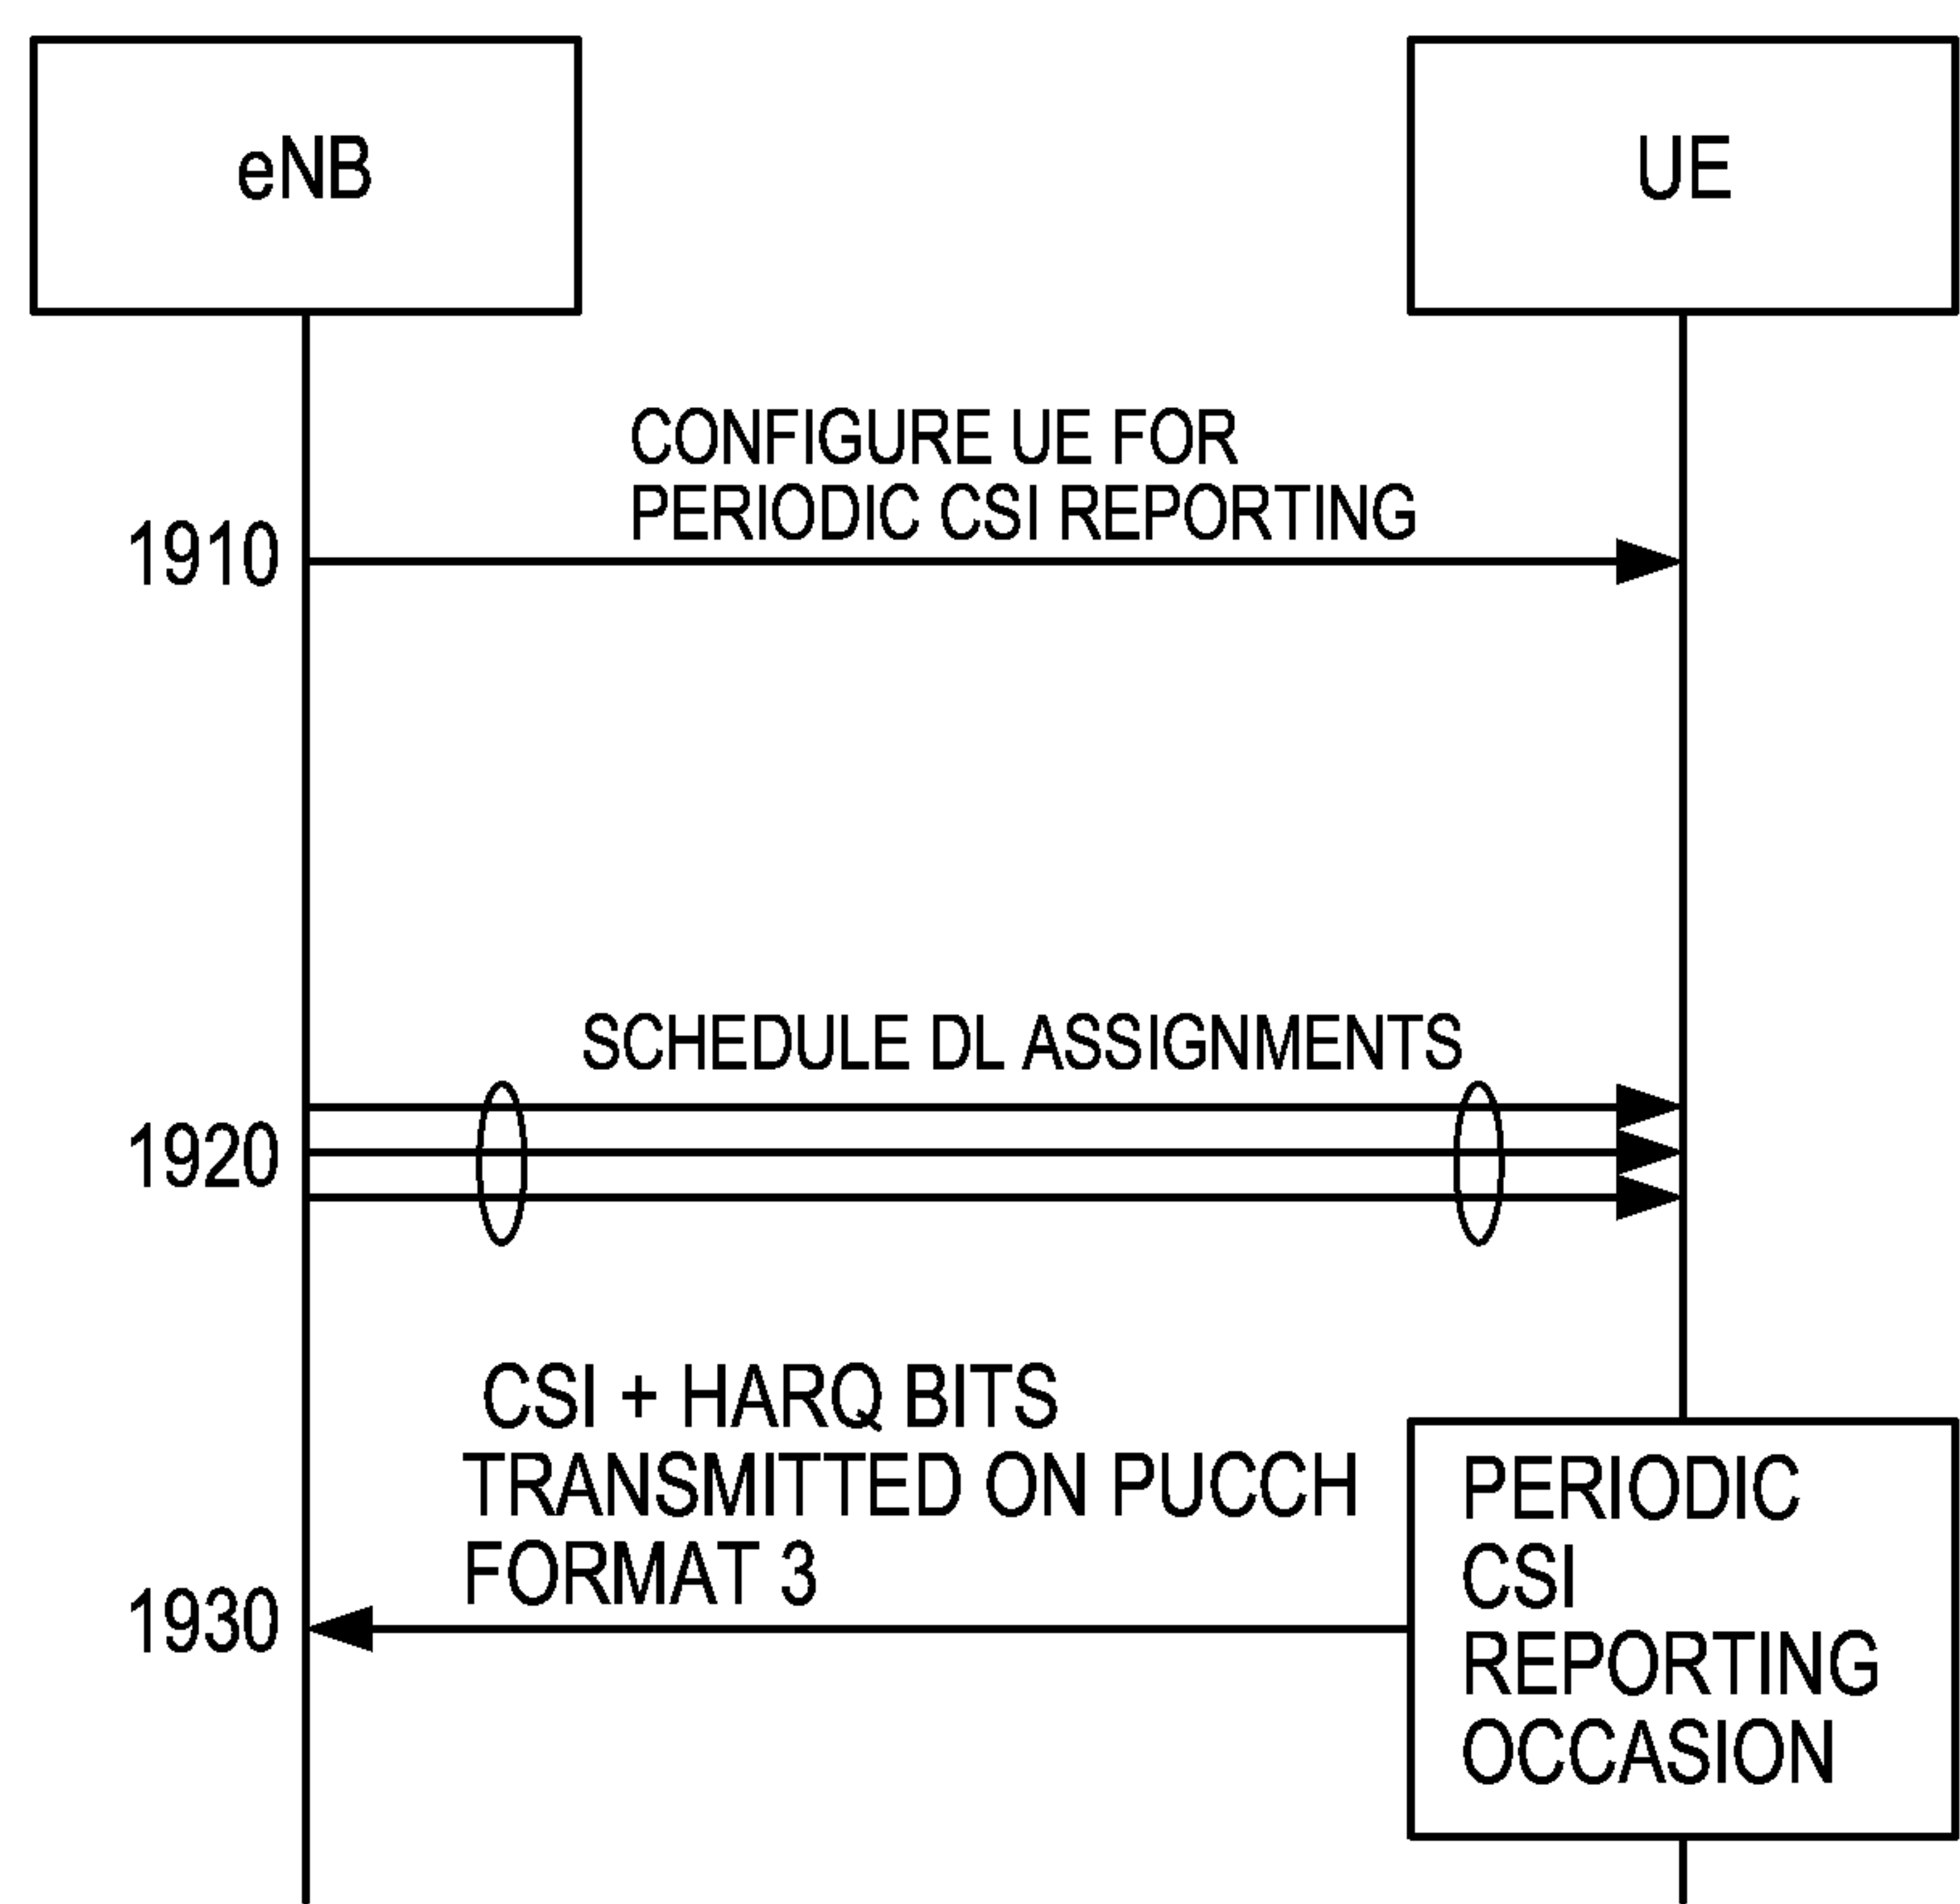 eNB
UE
CONFIGURE UE FOR
PERIODIC CSI REPORTING
1910
SCHEDULE DL ASSIGNMENTS
1920
CSI + HARQ BITS
TRANSMITTED ON PUCCH
FORMAT 3
1930
PERIODIC
CSI
REPORTING
OCCASION